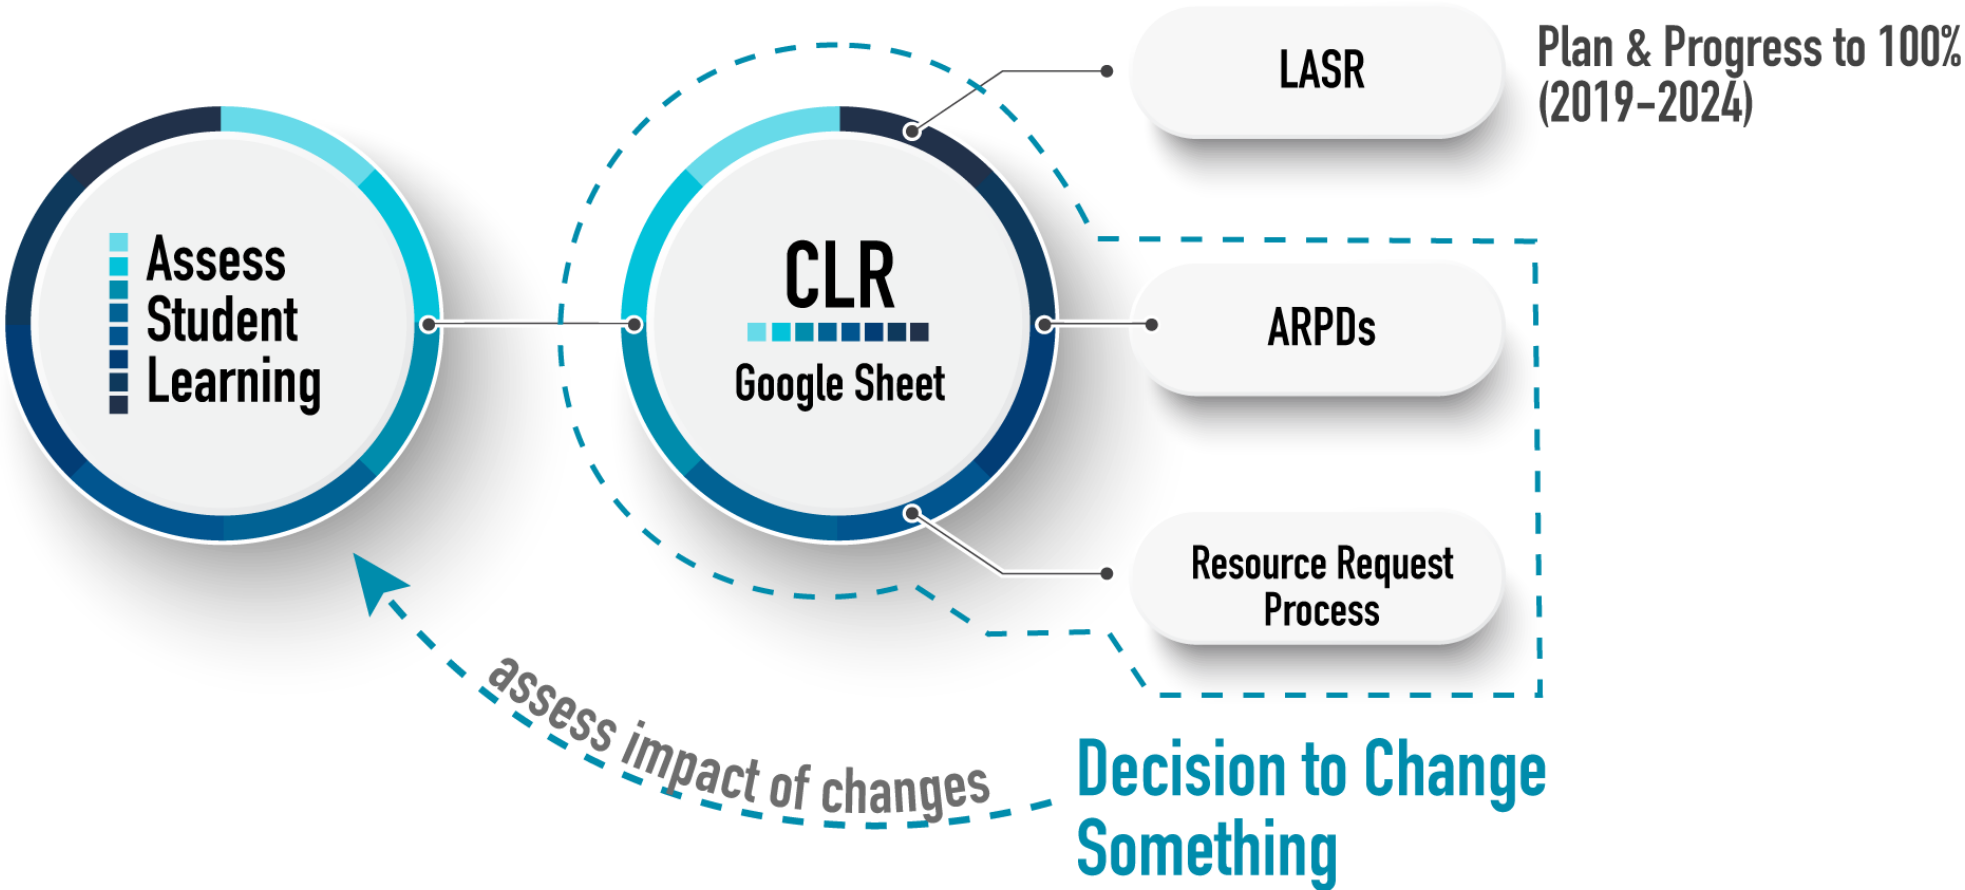 Assess
Student
Learning
CLR
Google Sheet
LASR
Plan & Progress to 100%
(2019-2024)
ARPDs
Resource Request
Process
assess impact of changes
Decision to Change
Something